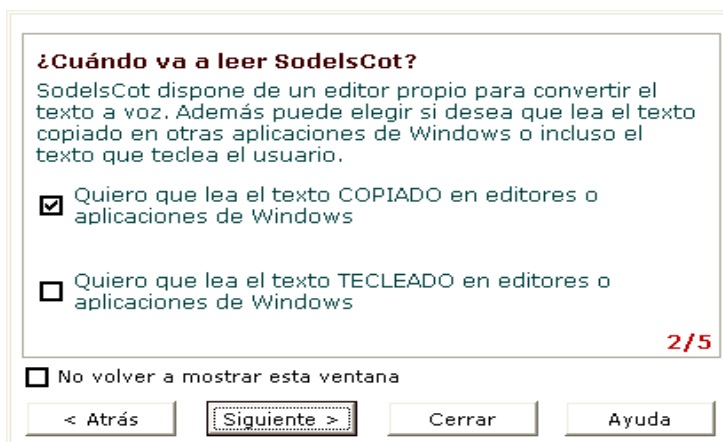 ¿Cuándo va a leer SodelsCot?
SodelsCot dispone de un editor propio para convertir el
texto a voz. Además puede elegir si desea que lea el texto
copiado en otras aplicaciones de Windows o incluso el
texto que teclea el usuario.
Quiero que lea el texto COPIADO en editores o
aplicaciones de Windows
Quiero que lea el texto TECLEADO en editores o
aplicaciones de Windows
2/5
No volver a mostrar esta ventana
< Atrás Siguiente > Cerrar Ayuda